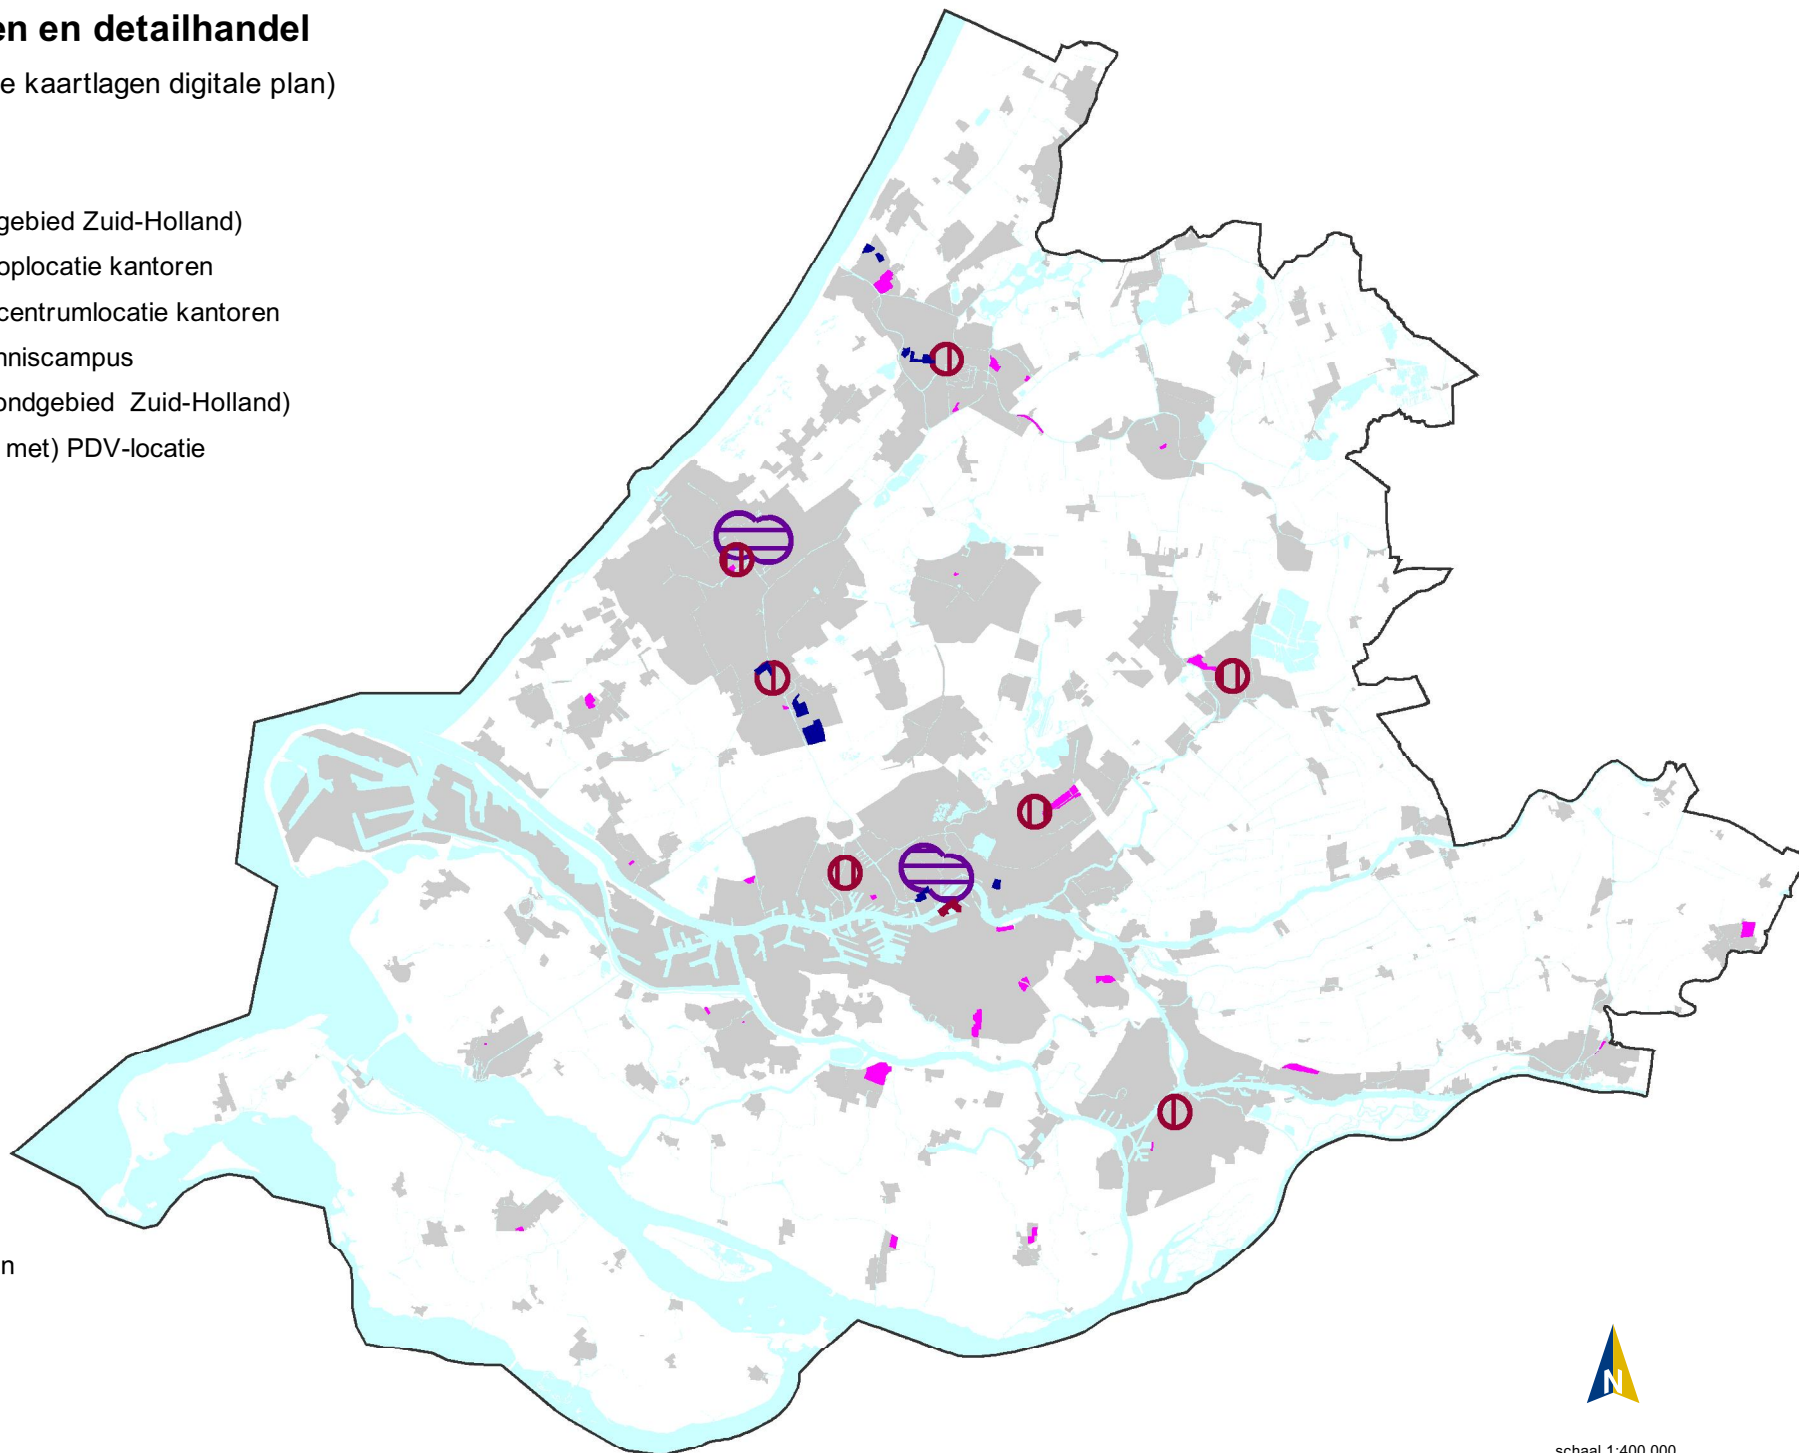 en en detailhandel
e kaartlagen digitale plan)
gebied Zuid-Holland)
oplocatie kantoren
centrumlocatie kantoren
nniscampus
ondgebied Zuid-Holland)
met) PDV-locatie
n
N
schaal 1:400.000